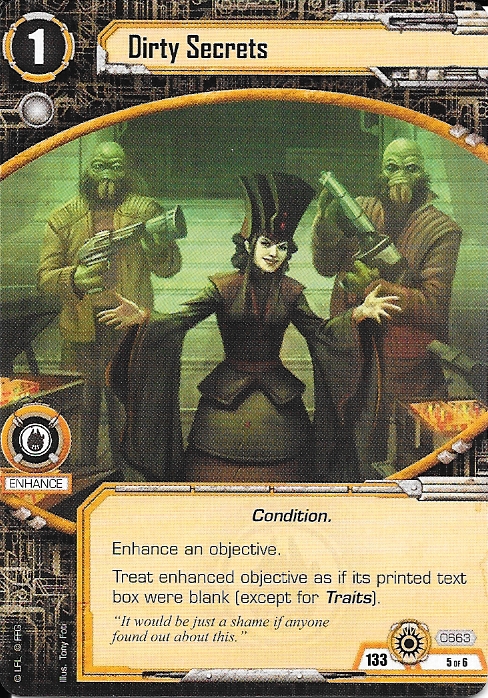 1
Dirty Secrets
ENHANCE
Condition.
Enhance an objective.
Treat enhanced objective as if its printed text
box were blank (except for Traits).
"It would be just a shame if anyone
found out about this."
0663
133
5 OF 6
© LFL © FFG
Illus. Tony Foti